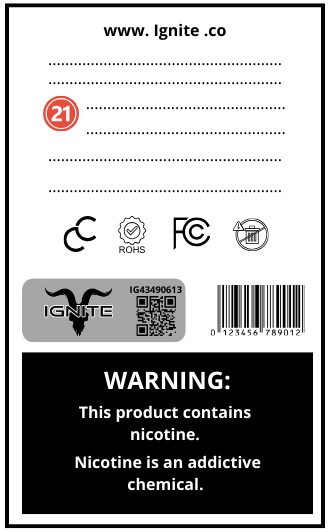 www. Ignite .co
21
ROHS
FC
IG43490613
IGNITE
0 123456 789012
WARNING:
This product contains
nicotine.
Nicotine is an addictive
chemical.